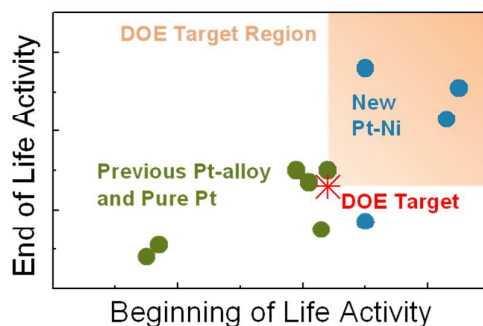 DOE Target Region
New
Pt-Ni
Previous Pt-alloy
and Pure Pt
DOE Target
End of Life Activity
Beginning of Life Activity